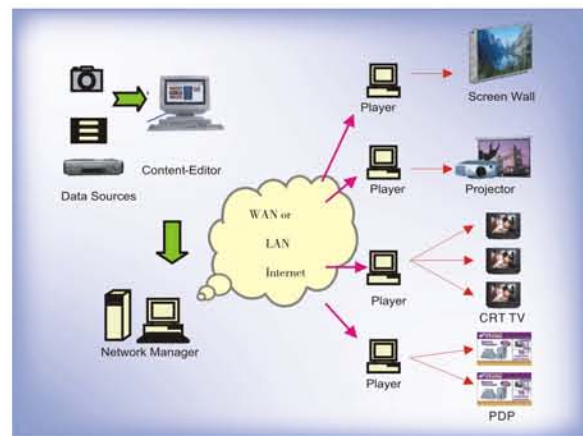 Data Sources
Content-Editor
Network Manager
WAN or
LAN
İnternet
Player
Screen Wall
Player
Projector
Player
CRT TV
Player
PDP